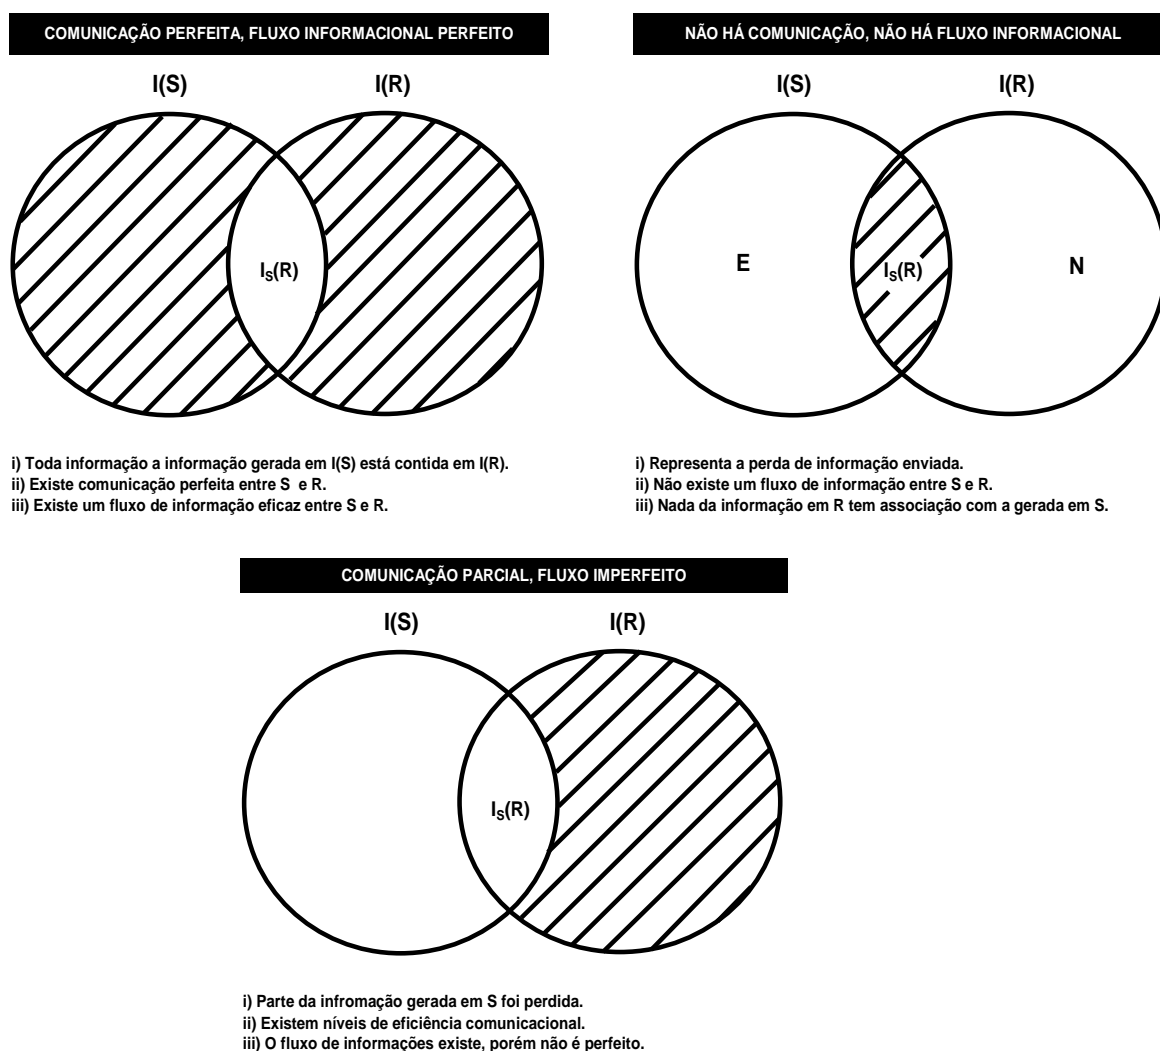 COMUNICAÇÃO PERFEITA, FLUXO INFORMACIONAL PERFEITO
I(S) I(R)
I_S(R)
i) Toda informação a informação gerada em I(S) está contida em I(R).
ii) Existe comunicação perfeita entre S e R.
iii) Existe um fluxo de informação eficaz entre S e R.
NÃO HÁ COMUNICAÇÃO, NÃO HÁ FLUXO INFORMACIONAL
I(S) I(R)
E I_S(R) N
i) Representa a perda de informação enviada.
ii) Não existe um fluxo de informação entre S e R.
iii) Nada da informação em R tem associação com a gerada em S.
COMUNICAÇÃO PARCIAL, FLUXO IMPERFEITO
I(S) I(R)
I_S(R)
i) Parte da infromação gerada em S foi perdida.
ii) Existem níveis de eficiência comunicacional.
iii) O fluxo de informações existe, porém não é perfeito.